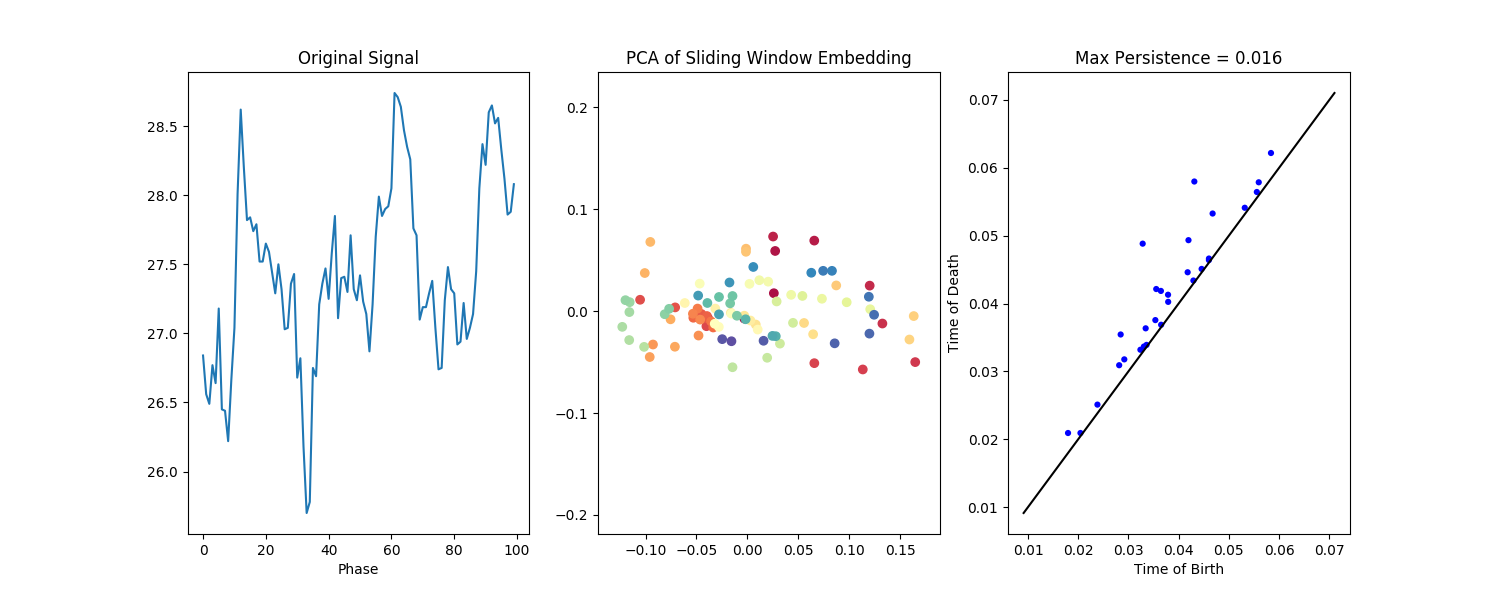 Original Signal
28.5
28.0
27.5
27.0
26.5
26.0
0 20 40 60 80 100
Phase
PCA of Sliding Window Embedding
0.2
0.1
0.0
−0.1
−0.2
−0.10 −0.05 0.00 0.05 0.10 0.15
Max Persistence = 0.016
Time of Death
0.07
0.06
0.05
0.04
0.03
0.02
0.01
0.01 0.02 0.03 0.04 0.05 0.06 0.07
Time of Birth